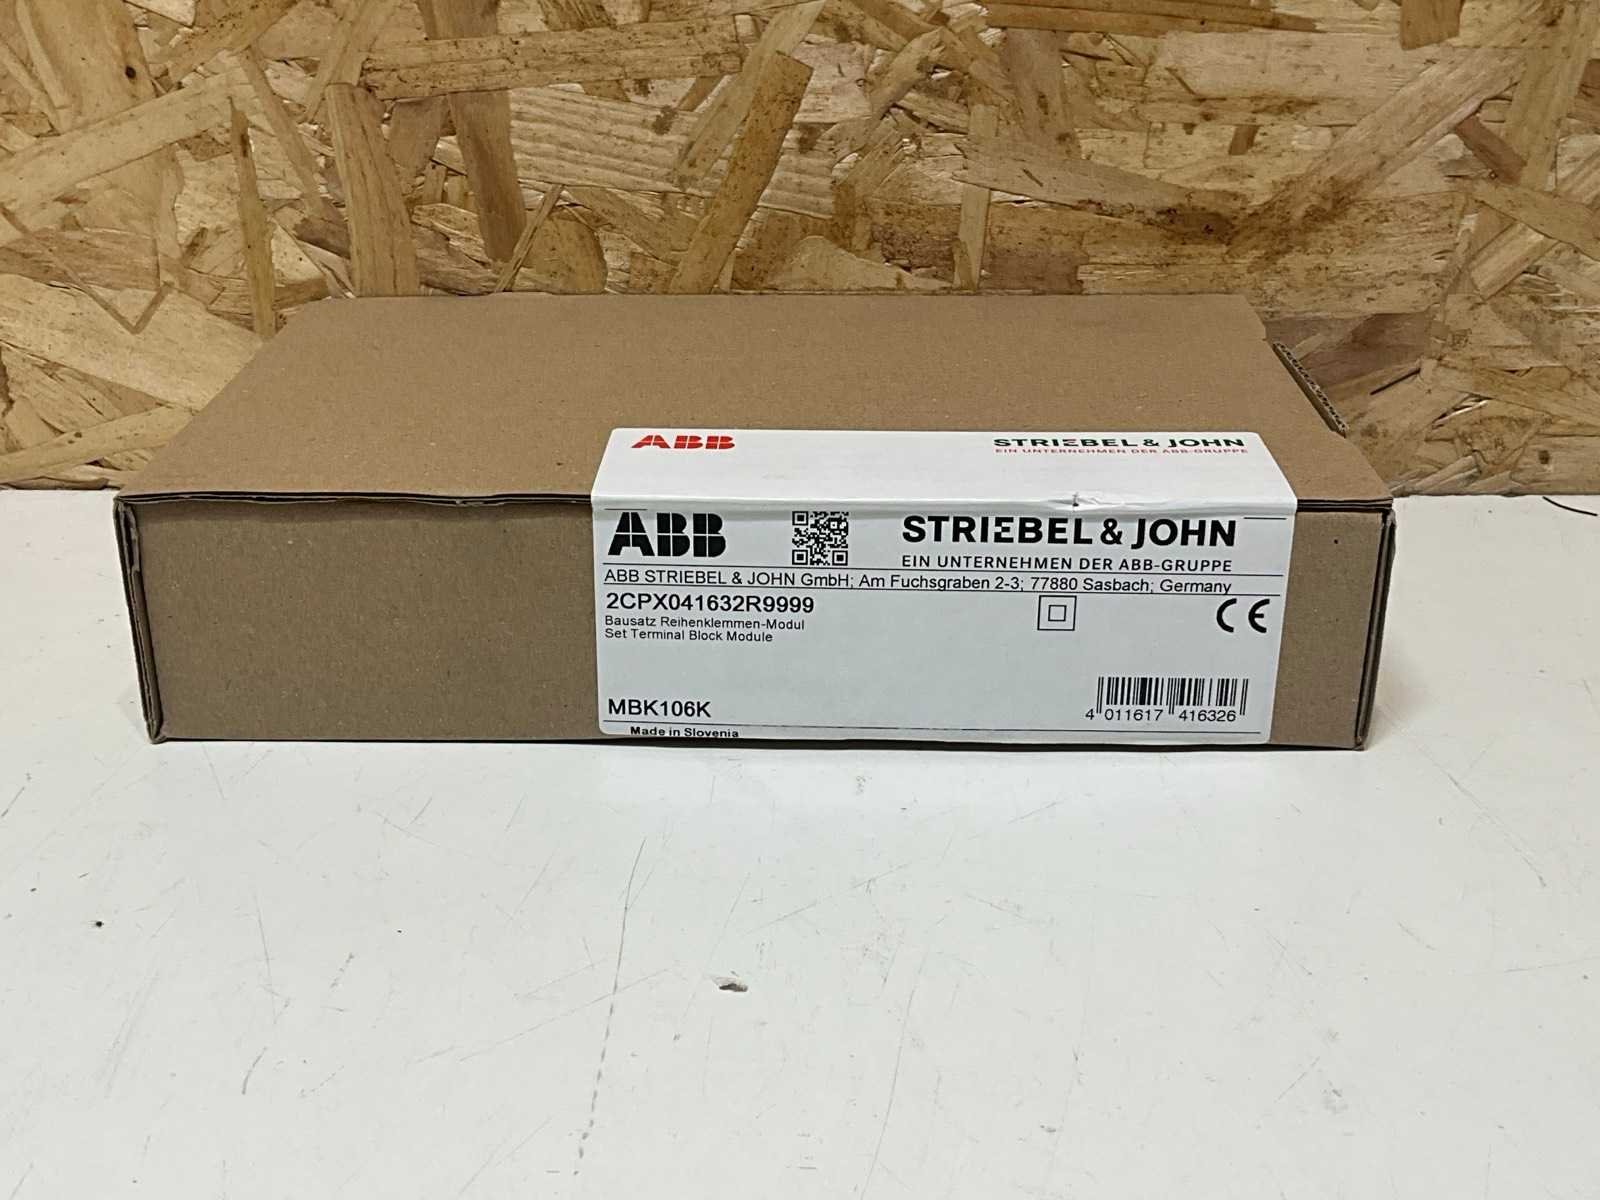 ABB STRIEBEL & JOHN
EIN UNTERNEHMEN DER ABB-GRUPPE
ABB STRIEBEL & JOHN
EIN UNTERNEHMEN DER ABB-GRUPPE
ABB STRIEBEL & JOHN GmbH; Am Fuchsgraben 2-3; 77880 Sasbach; Germany
2CPX041632R9999
Bausatz Reihenklemmen-Modul
Set Terminal Block Module
CE
MBK106K
4 011617 416326
Made in Slovenia